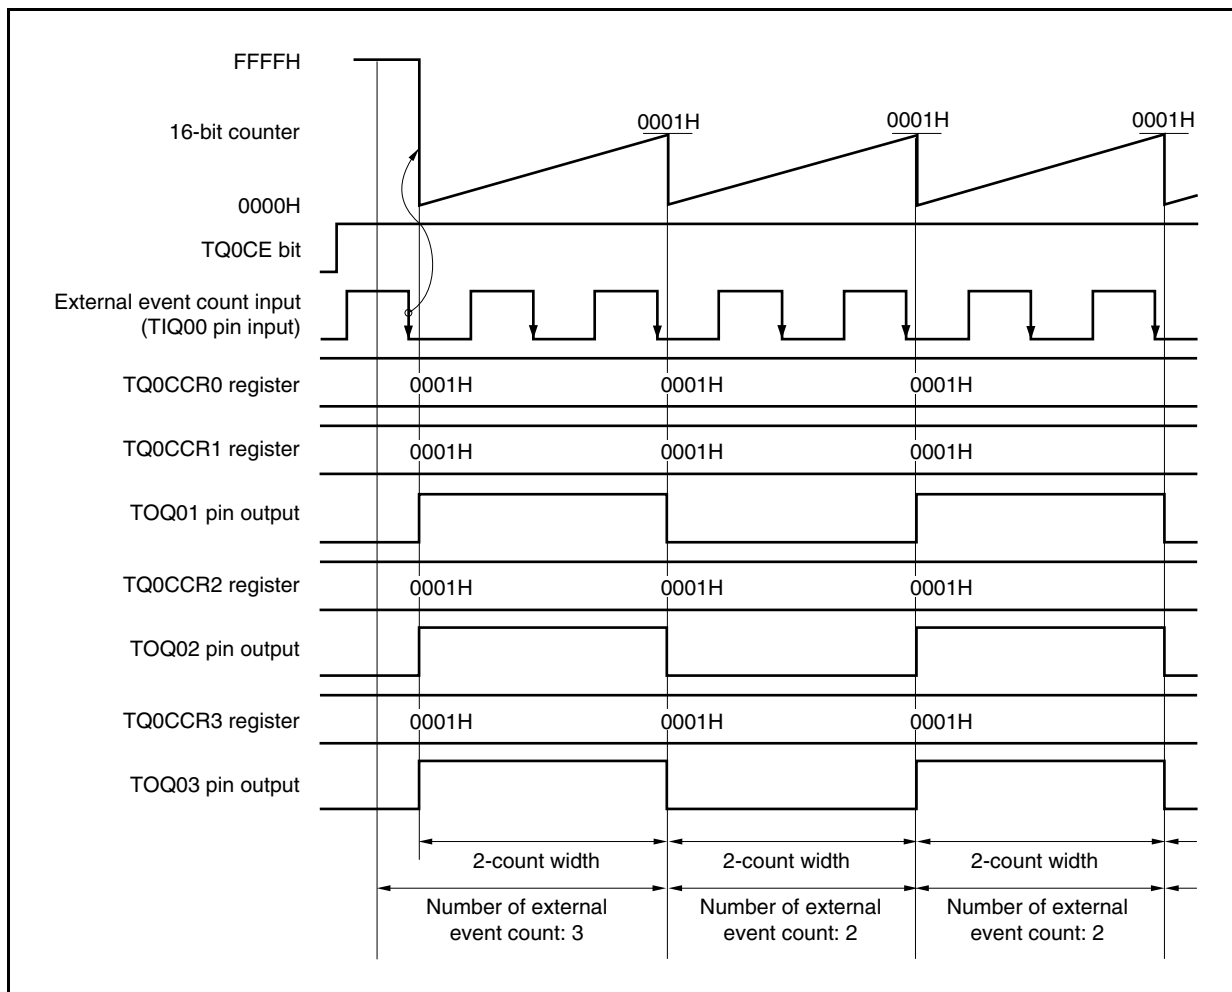 FFFFH
16-bit counter
0001H 0001H 0001H
0000H
TQ0CE bit
External event count input
(TIQ00 pin input)
TQ0CCR0 register 0001H 0001H 0001H
TQ0CCR1 register 0001H 0001H 0001H
TOQ01 pin output
TQ0CCR2 register 0001H 0001H 0001H
TOQ02 pin output
TQ0CCR3 register 0001H 0001H 0001H
TOQ03 pin output
2-count width 2-count width 2-count width
Number of external Number of external Number of external
event count: 3 event count: 2 event count: 2